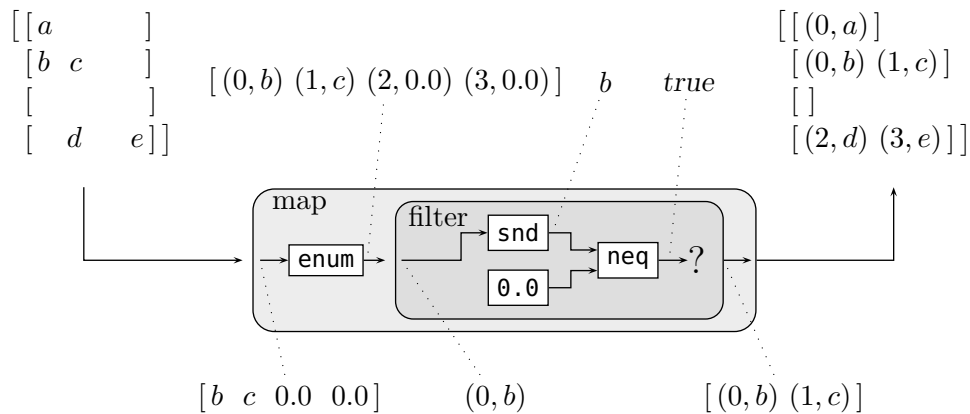 [[a ]
[b c ]
[ ]
[ d e]]
[(0, b) (1, c) (2, 0.0) (3, 0.0)]
b
true
[[(0, a)]
[(0, b) (1, c)]
[ ]
[(2, d) (3, e)]]
map
filter
enum
snd
0.0
neq
?
[b c 0.0 0.0]
(0, b)
[(0, b) (1, c)]